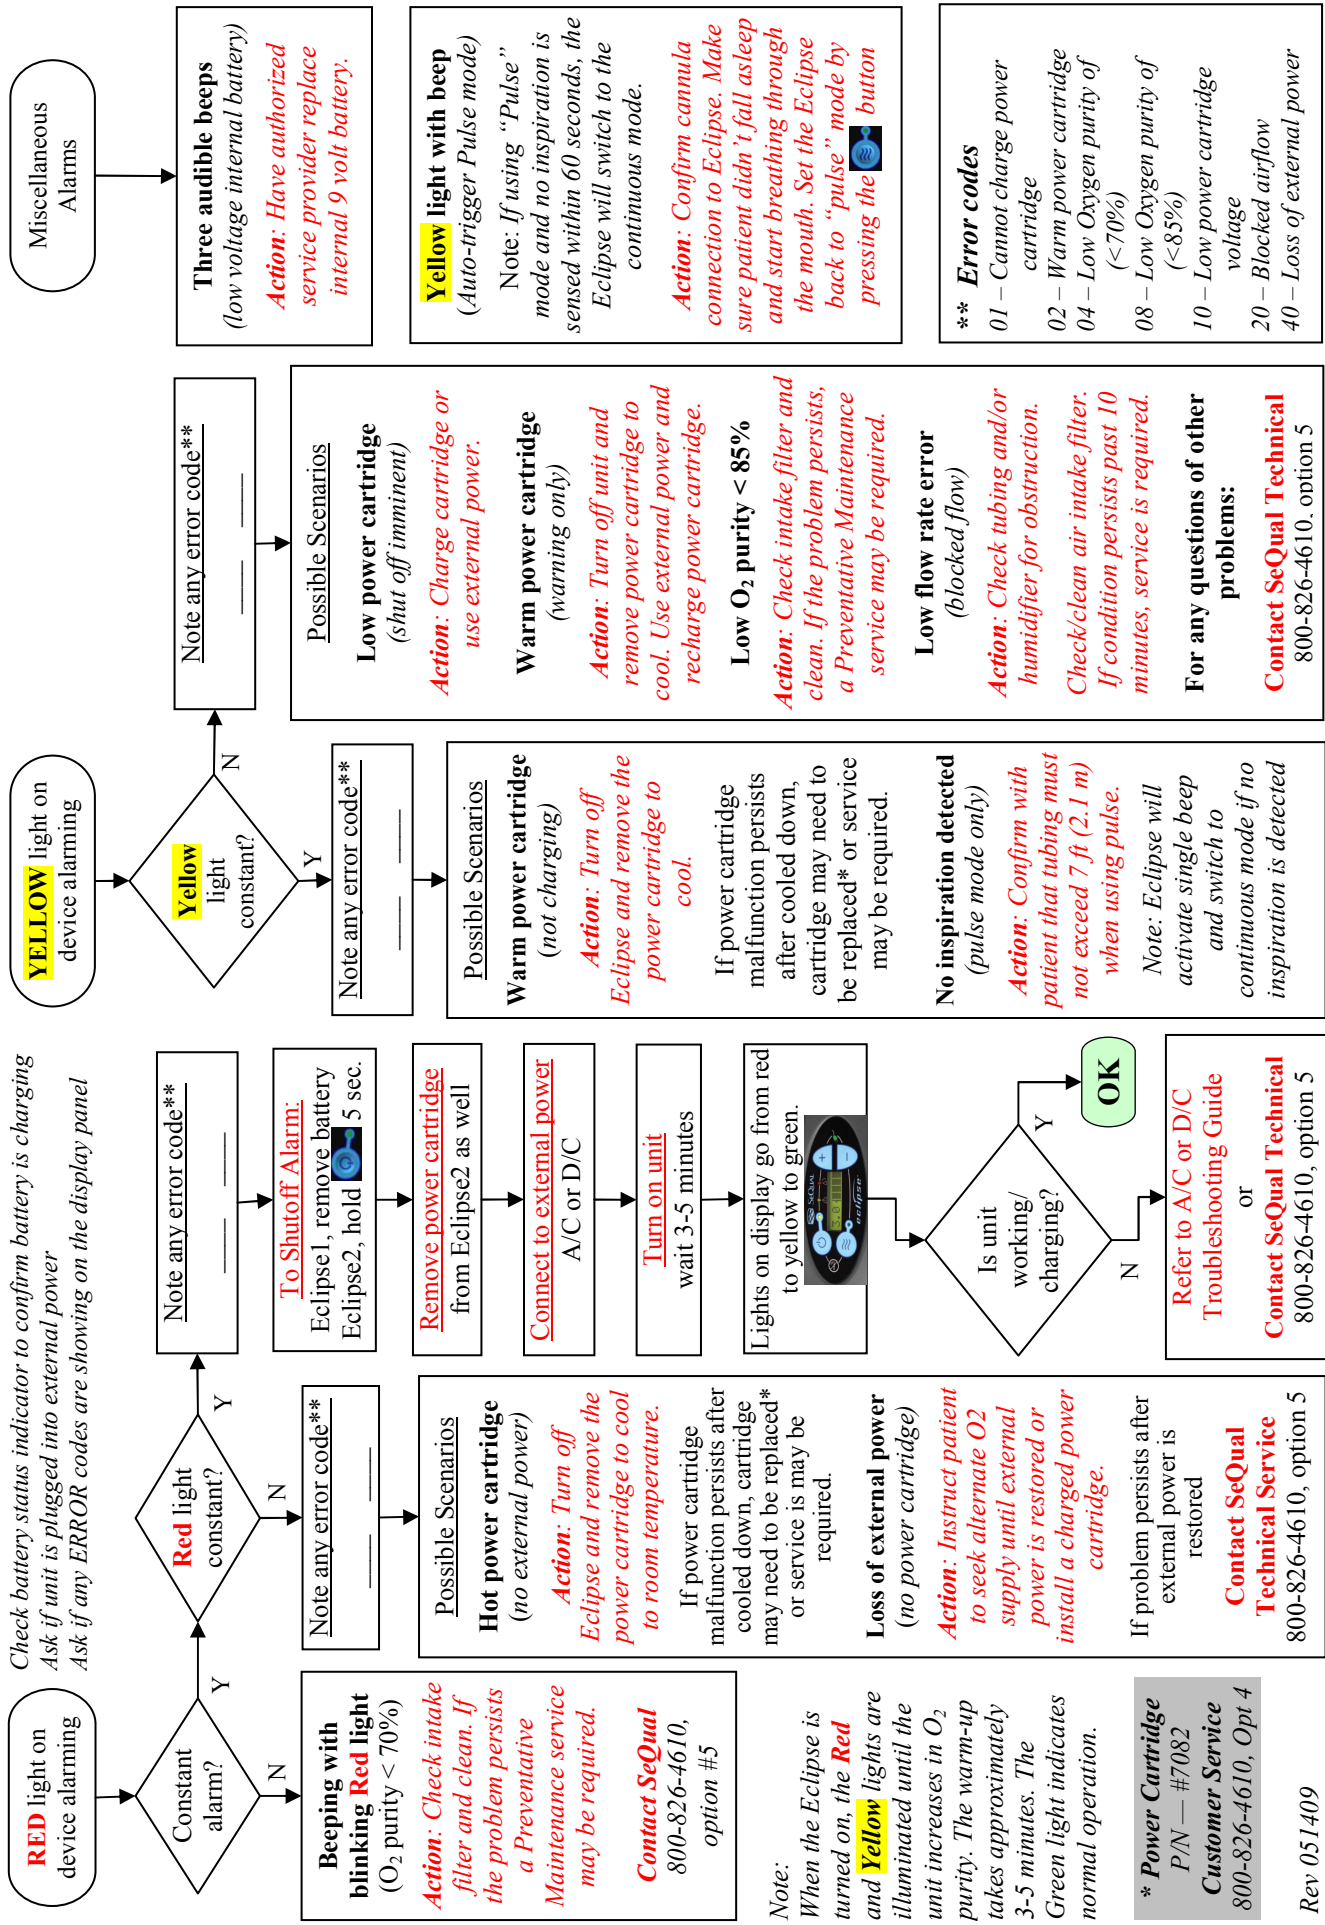 Check battery status indicator to confirm battery is charging
Ask if unit is plugged into external power
Ask if any ERROR codes are showing on the display panel
RED light on
device alarming
Constant
alarm?
Y
N
Beeping with
blinking Red light
(O2 purity < 70%)
Action: Check intake
filter and clean. If
the problem persists
a Preventative
Maintenance service
may be required.
Contact SeQual
800-826-4610,
option #5
Note:
When the Eclipse is
turned on, the Red
and Yellow lights are
illuminated until the
unit increases in O2
purity. The warm-up
takes approximately
3-5 minutes. The
Green light indicates
normal operation.
* Power Cartridge
P/N — #7082
Customer Service
800-826-4610, Opt 4
Rev 051409
Red light
constant?
Y
N
Note any error code**
____ ____
Possible Scenarios
Hot power cartridge
(no external power)
Action: Turn off
Eclipse and remove the
power cartridge to cool
to room temperature.
If power cartridge
malfunction persists after
cooled down, cartridge
may need to be replaced*
or service is may be
required.
Loss of external power
(no power cartridge)
Action: Instruct patient
to seek alternate O2
supply until external
power is restored or
install a charged power
cartridge.
If problem persists after
external power is
restored
Contact SeQual
Technical Service
800-826-4610, option 5
Note any error code**
____ ____
To Shutoff Alarm:
Eclipse1, remove battery
Eclipse2, hold 5 sec.
Remove power cartridge
from Eclipse2 as well
Connect to external power
A/C or D/C
Turn on unit
wait 3-5 minutes
Lights on display go from red
to yellow to green.
SeQual
3.0
eclipse
Is unit
working/
charging?
Y
OK
N
Refer to A/C or D/C
Troubleshooting Guide
or
Contact SeQual Technical
800-826-4610, option 5
YELLOW light on
device alarming
Yellow
light
constant?
N
Y
Note any error code**
____ ____
Possible Scenarios
Warm power cartridge
(not charging)
Action: Turn off
Eclipse and remove the
power cartridge to
cool.
If power cartridge
malfunction persists
after cooled down,
cartridge may need to
be replaced* or service
may be required.
No inspiration detected
(pulse mode only)
Action: Confirm with
patient that tubing must
not exceed 7 ft (2.1 m)
when using pulse.
Note: Eclipse will
activate single beep
and switch to
continuous mode if no
inspiration is detected
Note any error code**
____ ____
Possible Scenarios
Low power cartridge
(shut off imminent)
Action: Charge cartridge or
use external power.
Warm power cartridge
(warning only)
Action: Turn off unit and
remove power cartridge to
cool. Use external power and
recharge power cartridge.
Low O2 purity < 85%
Action: Check intake filter and
clean. If the problem persists,
a Preventative Maintenance
service may be required.
Low flow rate error
(blocked flow)
Action: Check tubing and/or
humidifier for obstruction.
Check/clean air intake filter.
If condition persists past 10
minutes, service is required.
For any questions of other
problems:
Contact SeQual Technical
800-826-4610. option 5
Miscellaneous
Alarms
Three audible beeps
(low voltage internal battery)
Action: Have authorized
service provider replace
internal 9 volt battery.
Yellow light with beep
(Auto-trigger Pulse mode)
Note: If using “Pulse”
mode and no inspiration is
sensed within 60 seconds, the
Eclipse will switch to the
continuous mode.
Action: Confirm cannula
connection to Eclipse. Make
sure patient didn’t fall asleep
and start breathing through
the mouth. Set the Eclipse
back to “pulse” mode by
pressing the button
** Error codes
01 – Cannot charge power
cartridge
02 – Warm power cartridge
04 – Low Oxygen purity of
(<70%)
08 – Low Oxygen purity of
(<85%)
10 – Low power cartridge
voltage
20 – Blocked airflow
40 – Loss of external power